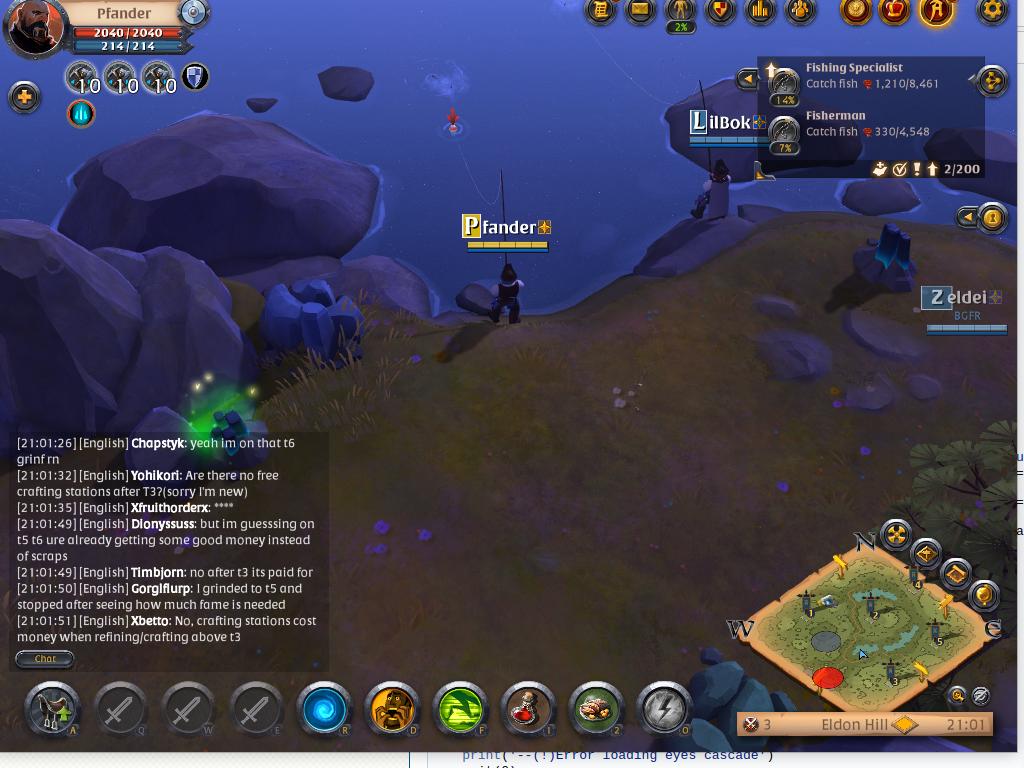 Pfander
2040/2040
214/214
10 10 10
2%
Fishing Specialist
Catch fish 1,210/8,461
14%
Fisherman
Catch fish 330/4,548
7%
2/200
LilBok
Pfander
Zeldei
BGFR
[21:01:26] [English] Chapstyk: yeah im on that t6
grinf rn
[21:01:32] [English] Yohikori: Are there no free
crafting stations after T3?(sorry I'm new)
[21:01:35] [English] Xfruithorderx: ****
[21:01:49] [English] Dionyssuss: but im guesssing on
t5 t6 ure already getting some good money instead
of scraps
[21:01:49] [English] Timbjorn: no after t3 its paid for
[21:01:50] [English] Gorglflurp: I grinded to t5 and
stopped after seeing how much fame is needed
[21:01:51] [English] Xbetto: No, crafting stations cost
money when refining/crafting above t3
Chat
A Q W E R D F 1 2 O
N
W
E
1
2
3
4
5
3 Eldon Hill 21:01
print('--(!)Error loading eyes cascade')